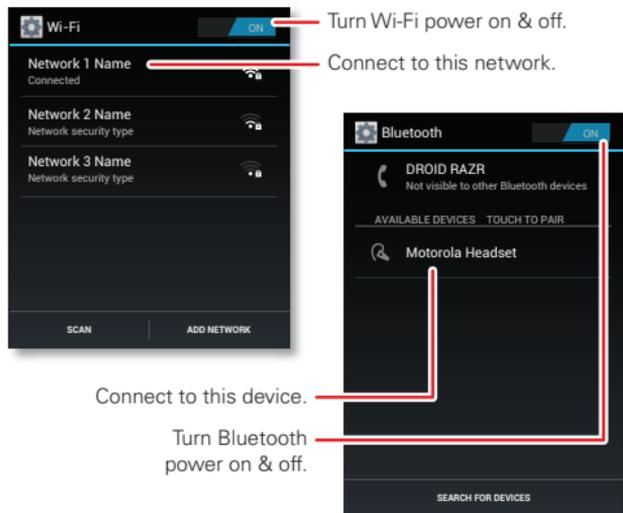 Wi-Fi
ON
Turn Wi-Fi power on & off.
Network 1 Name
Connected
Connect to this network.
Network 2 Name
Network security type
Network 3 Name
Network security type
SCAN
ADD NETWORK
Bluetooth
ON
DROID RAZR
Not visible to other Bluetooth devices
AVAILABLE DEVICES TOUCH TO PAIR
Motorola Headset
Connect to this device.
Turn Bluetooth
power on & off.
SEARCH FOR DEVICES